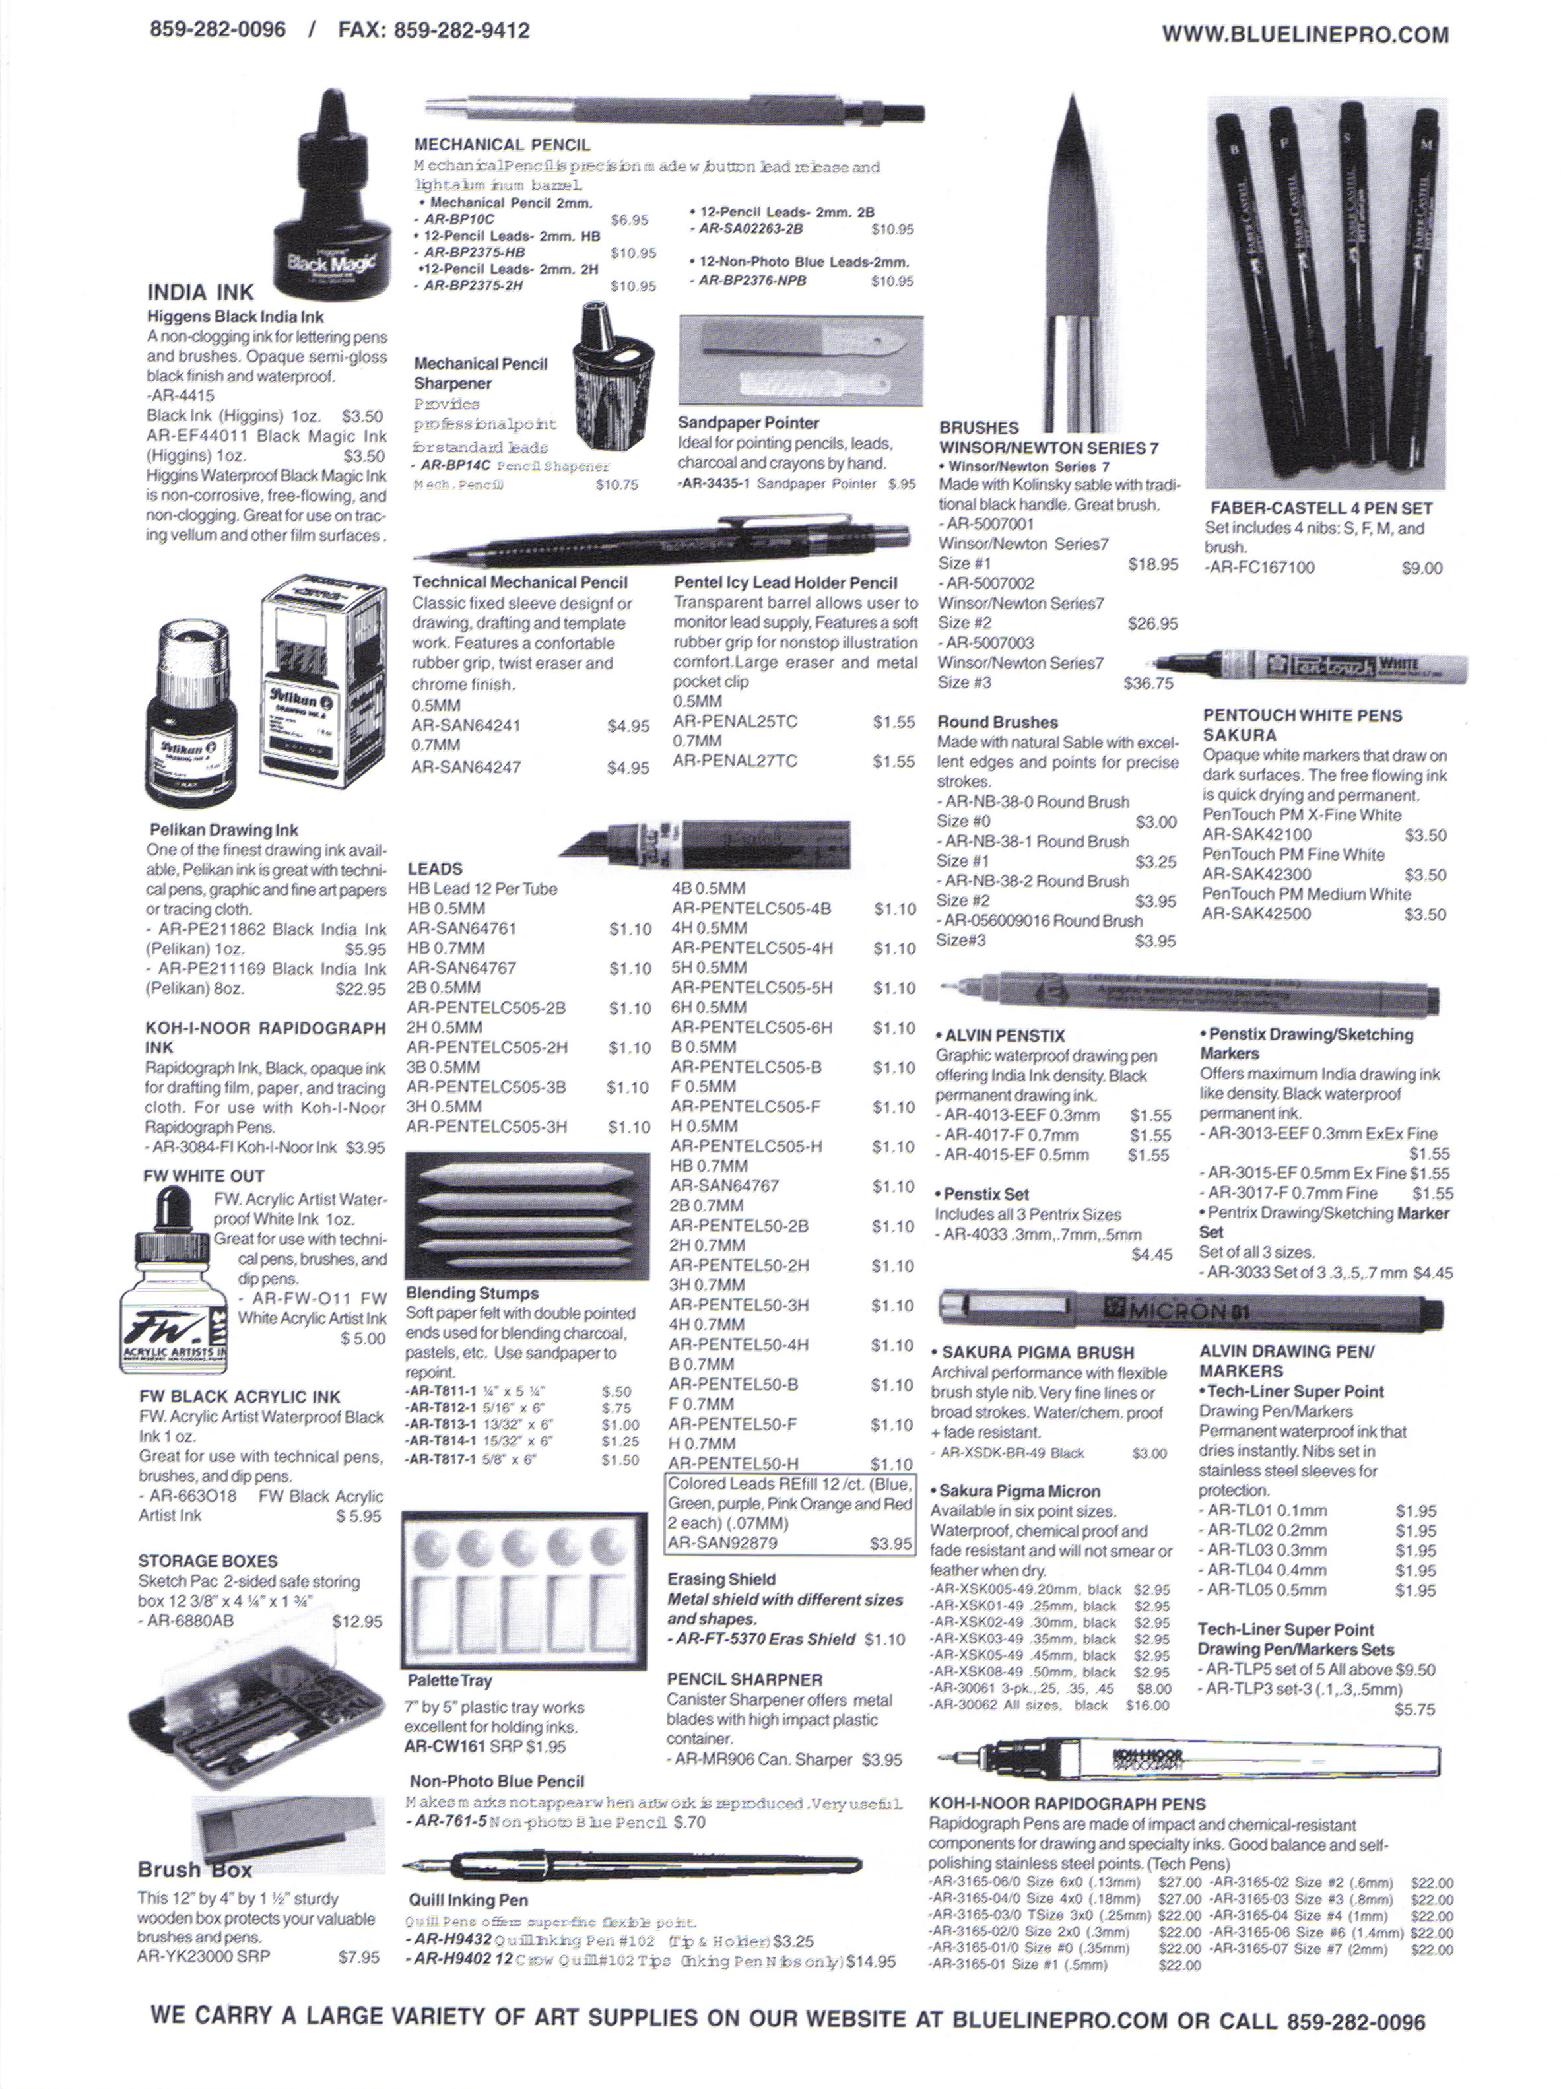 859-282-0096 / FAX: 859-282-9412
WWW.BLUELINEPRO.COM
Higgins
Black Magic
INDIA INK
Higgens Black India Ink
A non-clogging ink for lettering pens
and brushes. Opaque semi-gloss
black finish and waterproof.
-AR-4415
Black Ink (Higgins) 1oz. $3.50
AR-EF44011 Black Magic Ink
(Higgins) 1oz. $3.50
Higgins Waterproof Black Magic Ink
is non-corrosive, free-flowing, and
non-clogging. Great for use on trac-
ing vellum and other film surfaces.
Pelikan
DRAWING INK A
Pelikan
DRAWING INK A
Pelikan Drawing Ink
One of the finest drawing ink avail-
able, Pelikan ink is great with techni-
cal pens, graphic and fine art papers
or tracing cloth.
- AR-PE211862 Black India Ink
(Pelikan) 1oz. $5.95
- AR-PE211169 Black India Ink
(Pelikan) 8oz. $22.95
KOH-I-NOOR RAPIDOGRAPH
INK
Rapidograph Ink, Black, opaque ink
for drafting film, paper, and tracing
cloth. For use with Koh-I-Noor
Rapidograph Pens.
- AR-3084-FI Koh-I-Noor Ink $3.95
FW WHITE OUT
FW. Acrylic Artist Water-
proof White Ink 1oz.
Great for use with techni-
cal pens, brushes, and
dip pens.
- AR-FW-O11 FW
White Acrylic Artist Ink
$ 5.00
FW.
ACRYLIC ARTISTS IN
FW BLACK ACRYLIC INK
FW. Acrylic Artist Waterproof Black
Ink 1 oz.
Great for use with technical pens,
brushes, and dip pens.
- AR-663O18 FW Black Acrylic
Artist Ink $ 5.95
STORAGE BOXES
Sketch Pac 2-sided safe storing
box 12 3/8" x 4 ¼" x 1 ¾"
- AR-6880AB $12.95
Brush Box
This 12" by 4" by 1 ½" sturdy
wooden box protects your valuable
brushes and pens.
AR-YK23000 SRP $7.95
MECHANICAL PENCIL
Mechanical Pencil is precision made w/button lead release and
light aluminum barrel.
• Mechanical Pencil 2mm.
- AR-BP10C $6.95
• 12-Pencil Leads- 2mm. HB
- AR-BP2375-HB $10.95
•12-Pencil Leads- 2mm. 2H
- AR-BP2375-2H $10.95
• 12-Pencil Leads- 2mm. 2B
- AR-SA02263-2B $10.95
• 12-Non-Photo Blue Leads-2mm.
- AR-BP2376-NPB $10.95
Mechanical Pencil
Sharpener
Provides
professional point
for standard leads
- AR-BP14C Pencil Shapener
Mech. Pencil $10.75
Sandpaper Pointer
Ideal for pointing pencils, leads,
charcoal and crayons by hand.
-AR-3435-1 Sandpaper Pointer $.95
Technical Mechanical Pencil
Classic fixed sleeve designf or
drawing, drafting and template
work. Features a confortable
rubber grip, twist eraser and
chrome finish.
0.5MM
AR-SAN64241 $4.95
0.7MM
AR-SAN64247 $4.95
Pentel Icy Lead Holder Pencil
Transparent barrel allows user to
monitor lead supply, Features a soft
rubber grip for nonstop illustration
comfort.Large eraser and metal
pocket clip
0.5MM
AR-PENAL25TC $1.55
0.7MM
AR-PENAL27TC $1.55
LEADS
HB Lead 12 Per Tube
HB 0.5MM
AR-SAN64761 $1.10
HB 0.7MM
AR-SAN64767 $1.10
2B 0.5MM
AR-PENTELC505-2B $1.10
2H 0.5MM
AR-PENTELC505-2H $1.10
3B 0.5MM
AR-PENTELC505-3B $1.10
3H 0.5MM
AR-PENTELC505-3H $1.10
4B 0.5MM
AR-PENTELC505-4B $1.10
4H 0.5MM
AR-PENTELC505-4H $1.10
5H 0.5MM
AR-PENTELC505-5H $1.10
6H 0.5MM
AR-PENTELC505-6H $1.10
B 0.5MM
AR-PENTELC505-B $1.10
F 0.5MM
AR-PENTELC505-F $1.10
H 0.5MM
AR-PENTELC505-H $1.10
HB 0.7MM
AR-SAN64767 $1.10
2B 0.7MM
AR-PENTEL50-2B $1.10
2H 0.7MM
AR-PENTEL50-2H $1.10
3H 0.7MM
AR-PENTEL50-3H $1.10
4H 0.7MM
AR-PENTEL50-4H $1.10
B 0.7MM
AR-PENTEL50-B $1.10
F 0.7MM
AR-PENTEL50-F $1.10
H 0.7MM
AR-PENTEL50-H $1.10
Colored Leads REfill 12 /ct. (Blue,
Green, purple, Pink Orange and Red
2 each) (.07MM)
AR-SAN92879 $3.95
Blending Stumps
Soft paper felt with double pointed
ends used for blending charcoal,
pastels, etc. Use sandpaper to
repoint.
-AR-T811-1 ¼" x 5 ¼" $.50
-AR-T812-1 5/16" x 6" $.75
-AR-T813-1 13/32" x 6" $1.00
-AR-T814-1 15/32" x 6" $1.25
-AR-T817-1 5/8" x 6" $1.50
Palette Tray
7" by 5" plastic tray works
excellent for holding inks.
AR-CW161 SRP $1.95
Erasing Shield
Metal shield with different sizes
and shapes.
- AR-FT-5370 Eras Shield $1.10
PENCIL SHARPNER
Canister Sharpener offers metal
blades with high impact plastic
container.
- AR-MR906 Can. Sharper $3.95
Non-Photo Blue Pencil
Makes marks not appear when artwork is reproduced. Very useful.
- AR-761-5 Non-photo Blue Pencil $.70
Quill Inking Pen
Quill Pens offers super-fine flexible point.
- AR-H9432 Quill Inking Pen #102 (Tip & Holder) $3.25
- AR-H9402 12 Crow Quill #102 Tips (Inking Pen Nibs only) $14.95
BRUSHES
WINSOR/NEWTON SERIES 7
• Winsor/Newton Series 7
Made with Kolinsky sable with tradi-
tional black handle. Great brush.
- AR-5007001
Winsor/Newton Series7
Size #1 $18.95
- AR-5007002
Winsor/Newton Series7
Size #2 $26.95
- AR-5007003
Winsor/Newton Series7
Size #3 $36.75
Round Brushes
Made with natural Sable with excel-
lent edges and points for precise
strokes.
- AR-NB-38-0 Round Brush
Size #0 $3.00
- AR-NB-38-1 Round Brush
Size #1 $3.25
- AR-NB-38-2 Round Brush
Size #2 $3.95
- AR-056009016 Round Brush
Size#3 $3.95
B F S M
FABER-CASTELL
FABER-CASTELL
FABER-CASTELL
FABER-CASTELL
FABER-CASTELL 4 PEN SET
Set includes 4 nibs: S, F, M, and
brush.
-AR-FC167100 $9.00
Pen-touch WHITE
PENTOUCH WHITE PENS
SAKURA
Opaque white markers that draw on
dark surfaces. The free flowing ink
is quick drying and permanent.
PenTouch PM X-Fine White
AR-SAK42100 $3.50
PenTouch PM Fine White
AR-SAK42300 $3.50
PenTouch PM Medium White
AR-SAK42500 $3.50
• ALVIN PENSTIX
Graphic waterproof drawing pen
offering India Ink density. Black
permanent drawing ink.
- AR-4013-EEF 0.3mm $1.55
- AR-4017-F 0.7mm $1.55
- AR-4015-EF 0.5mm $1.55
• Penstix Set
Includes all 3 Pentrix Sizes
- AR-4033 .3mm,.7mm,.5mm
$4.45
• Penstix Drawing/Sketching
Markers
Offers maximum India drawing ink
like density. Black waterproof
permanent ink.
- AR-3013-EEF 0.3mm ExEx Fine
$1.55
- AR-3015-EF 0.5mm Ex Fine $1.55
- AR-3017-F 0.7mm Fine $1.55
• Pentrix Drawing/Sketching Marker
Set
Set of all 3 sizes.
- AR-3033 Set of 3 .3,.5,.7 mm $4.45
MICRON 01
• SAKURA PIGMA BRUSH
Archival performance with flexible
brush style nib. Very fine lines or
broad strokes. Water/chem. proof
+ fade resistant.
- AR-XSDK-BR-49 Black $3.00
• Sakura Pigma Micron
Available in six point sizes.
Waterproof, chemical proof and
fade resistant and will not smear or
feather when dry.
-AR-XSK005-49.20mm, black $2.95
-AR-XSK01-49 .25mm, black $2.95
-AR-XSK02-49 .30mm, black $2.95
-AR-XSK03-49 .35mm, black $2.95
-AR-XSK05-49 .45mm, black $2.95
-AR-XSK08-49 .50mm, black $2.95
-AR-30061 3-pk., .25, .35, .45 $8.00
-AR-30062 All sizes, black $16.00
ALVIN DRAWING PEN/
MARKERS
• Tech-Liner Super Point
Drawing Pen/Markers
Permanent waterproof ink that
dries instantly. Nibs set in
stainless steel sleeves for
protection.
- AR-TL01 0.1mm $1.95
- AR-TL02 0.2mm $1.95
- AR-TL03 0.3mm $1.95
- AR-TL04 0.4mm $1.95
- AR-TL05 0.5mm $1.95
Tech-Liner Super Point
Drawing Pen/Markers Sets
- AR-TLP5 set of 5 All above $9.50
- AR-TLP3 set-3 (.1,.3,.5mm)
$5.75
KOH-I-NOOR
RAPIDOGRAPH
KOH-I-NOOR RAPIDOGRAPH PENS
Rapidograph Pens are made of impact and chemical-resistant
components for drawing and specialty inks. Good balance and self-
polishing stainless steel points. (Tech Pens)
-AR-3165-06/0 Size 6x0 (.13mm) $27.00 -AR-3165-02 Size #2 (.6mm) $22.00
-AR-3165-04/0 Size 4x0 (.18mm) $27.00 -AR-3165-03 Size #3 (.8mm) $22.00
-AR-3165-03/0 TSize 3x0 (.25mm) $22.00 -AR-3165-04 Size #4 (1mm) $22.00
-AR-3165-02/0 Size 2x0 (.3mm) $22.00 -AR-3165-06 Size #6 (1.4mm) $22.00
-AR-3165-01/0 Size #0 (.35mm) $22.00 -AR-3165-07 Size #7 (2mm) $22.00
-AR-3165-01 Size #1 (.5mm) $22.00
WE CARRY A LARGE VARIETY OF ART SUPPLIES ON OUR WEBSITE AT BLUELINEPRO.COM OR CALL 859-282-0096